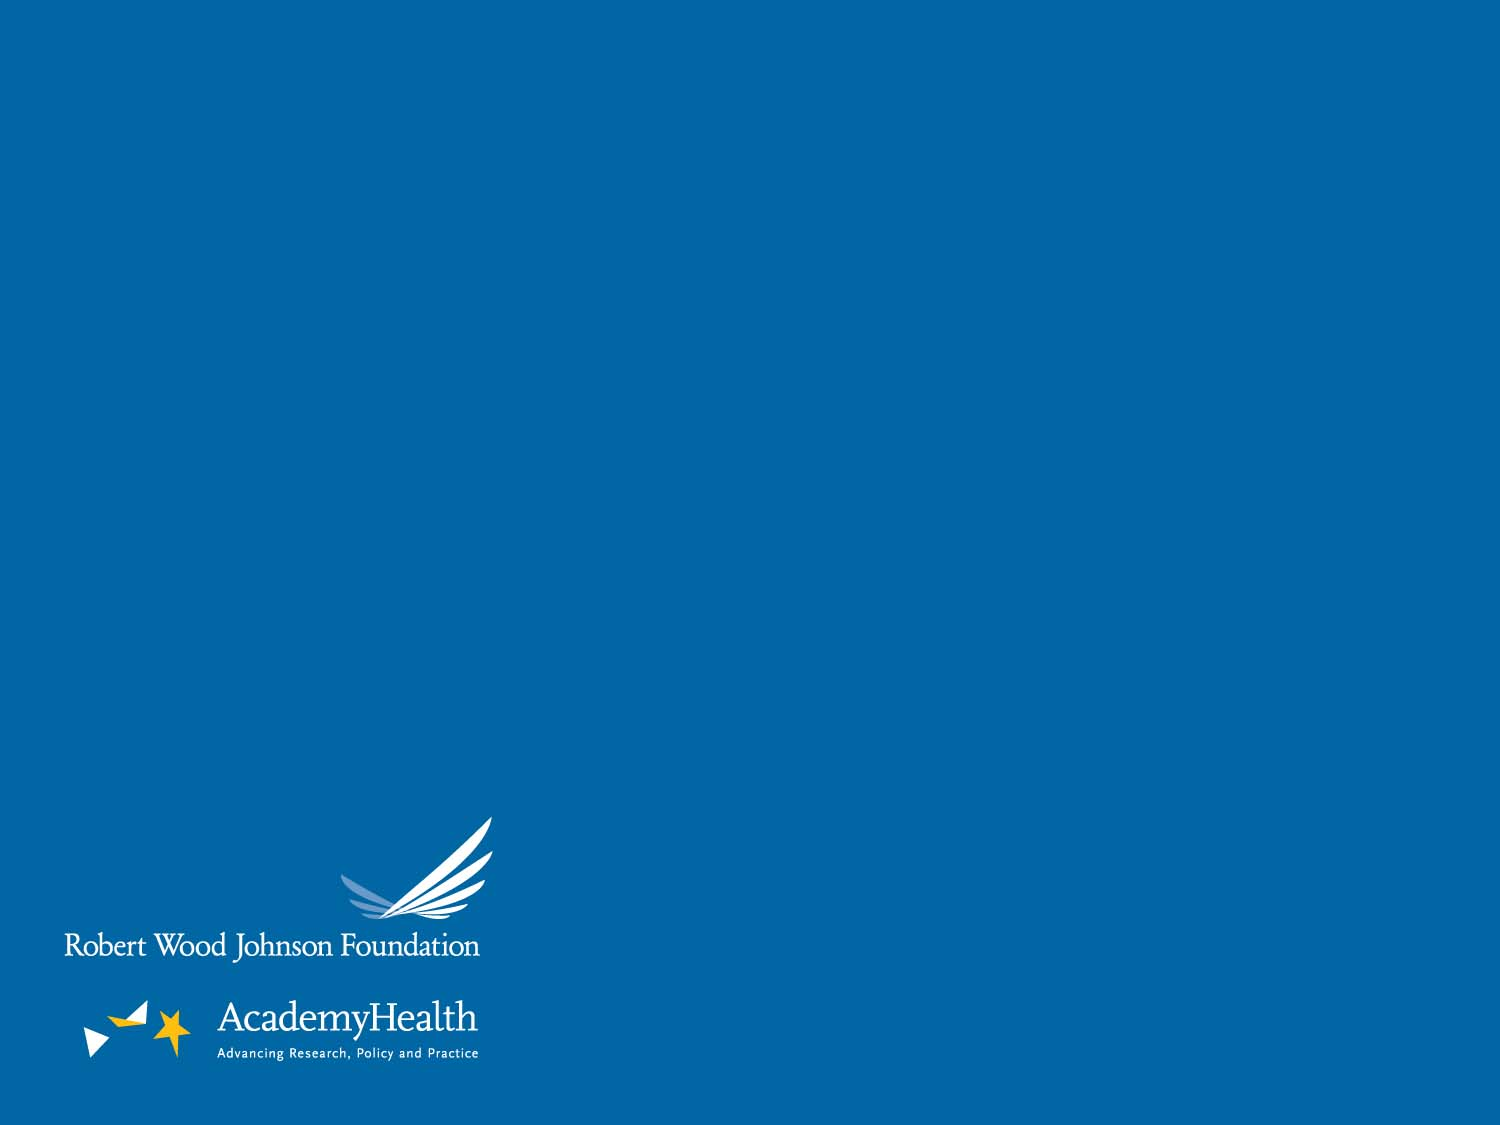 Robert Wood Johnson Foundation
AcademyHealth
Advancing Research, Policy and Practice